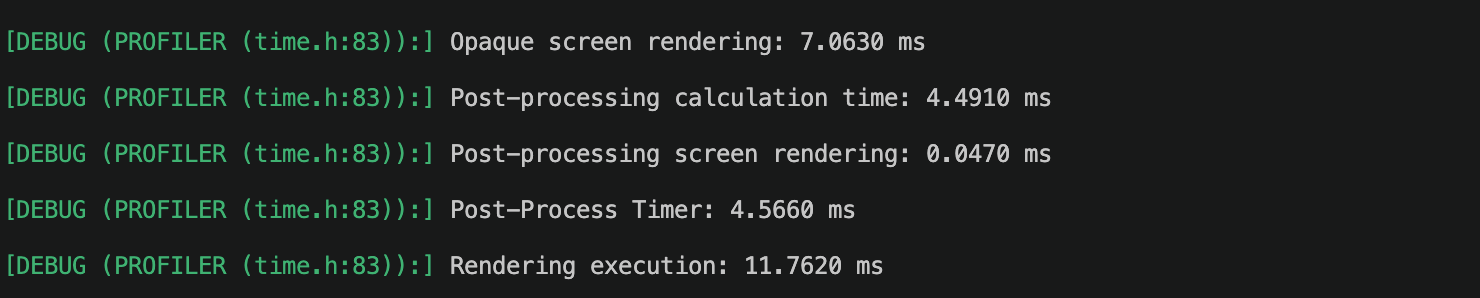 [DEBUG (PROFILER (time.h:83)):] Opaque screen rendering: 7.0630 ms
[DEBUG (PROFILER (time.h:83)):] Post-processing calculation time: 4.4910 ms
[DEBUG (PROFILER (time.h:83)):] Post-processing screen rendering: 0.0470 ms
[DEBUG (PROFILER (time.h:83)):] Post-Process Timer: 4.5660 ms
[DEBUG (PROFILER (time.h:83)):] Rendering execution: 11.7620 ms